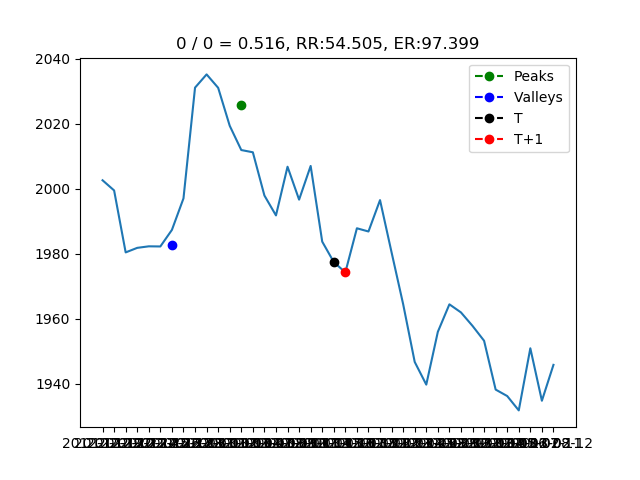 0 / 0 = 0.516, RR:54.505, ER:97.399
2040
2020
2000
1980
1960
1940
Peaks
Valleys
T
T+1